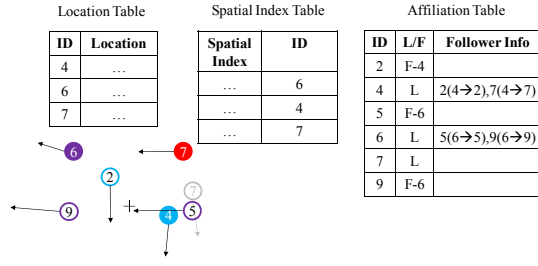 Location Table
Spatial Index Table
Affiliation Table
ID Location
4 …
6 …
7 …
Spatial Index ID
… 6
… 4
… 7
ID L/F Follower Info
2 F-4
4 L 2(4→2),7(4→7)
5 F-6
6 L 5(6→5),9(6→9)
7 L
9 F-6
6
7
2
7
9
4
5